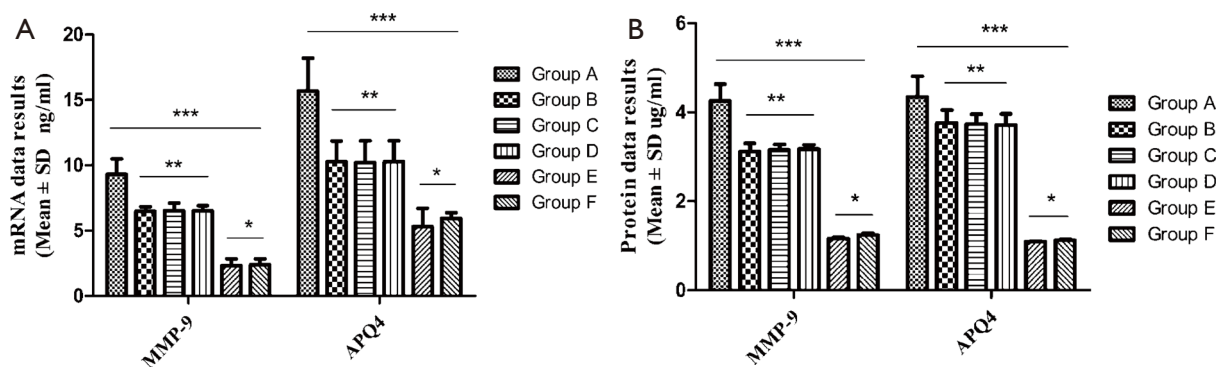 A
mRNA data results
(Mean ± SD ng/ml)
20
15
10
5
0
***
**
*
***
**
*
MMP-9
APQ4
Group A
Group B
Group C
Group D
Group E
Group F
B
Protein data results
(Mean ± SD ug/ml)
6
4
2
0
***
**
*
***
**
*
MMP-9
APQ4
Group A
Group B
Group C
Group D
Group E
Group F